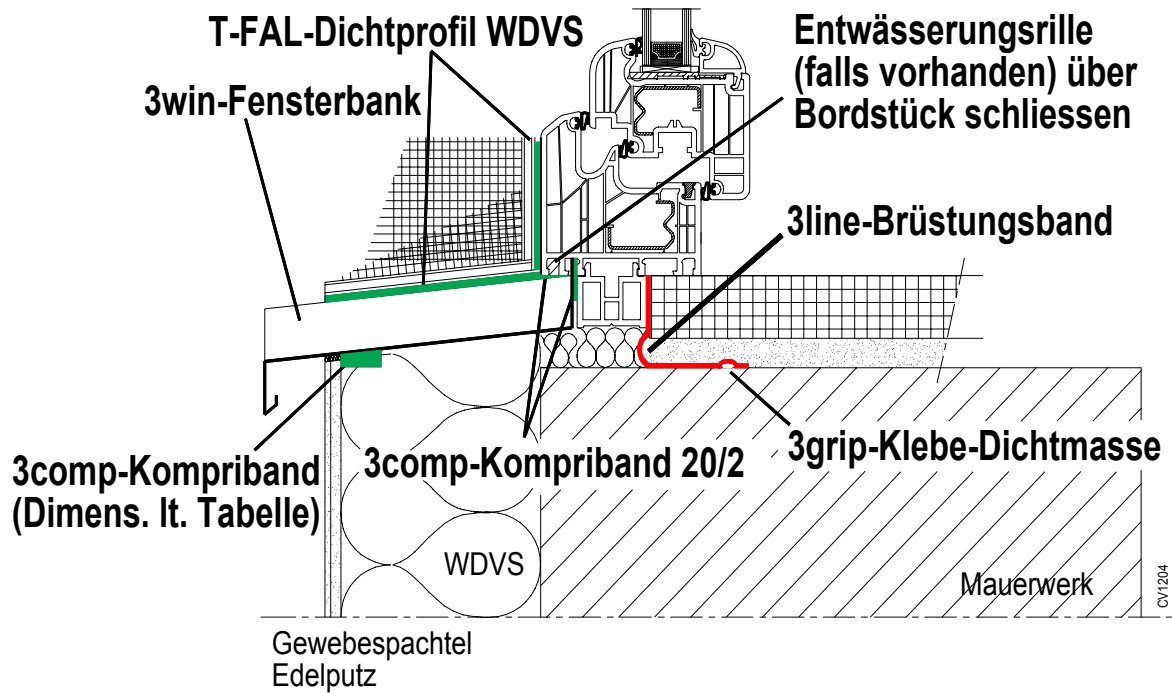 T-FAL-Dichtprofil WDVS
3win-Fensterbank
Entwässerungsrille
(falls vorhanden) über
Bordstück schliessen
3line-Brüstungsband
3grip-Klebe-Dichtmasse
3comp-Kompriband 20/2
3comp-Kompriband
(Dimens. lt. Tabelle)
WDVS
Mauerwerk
CV1204
Gewebespachtel
Edelputz